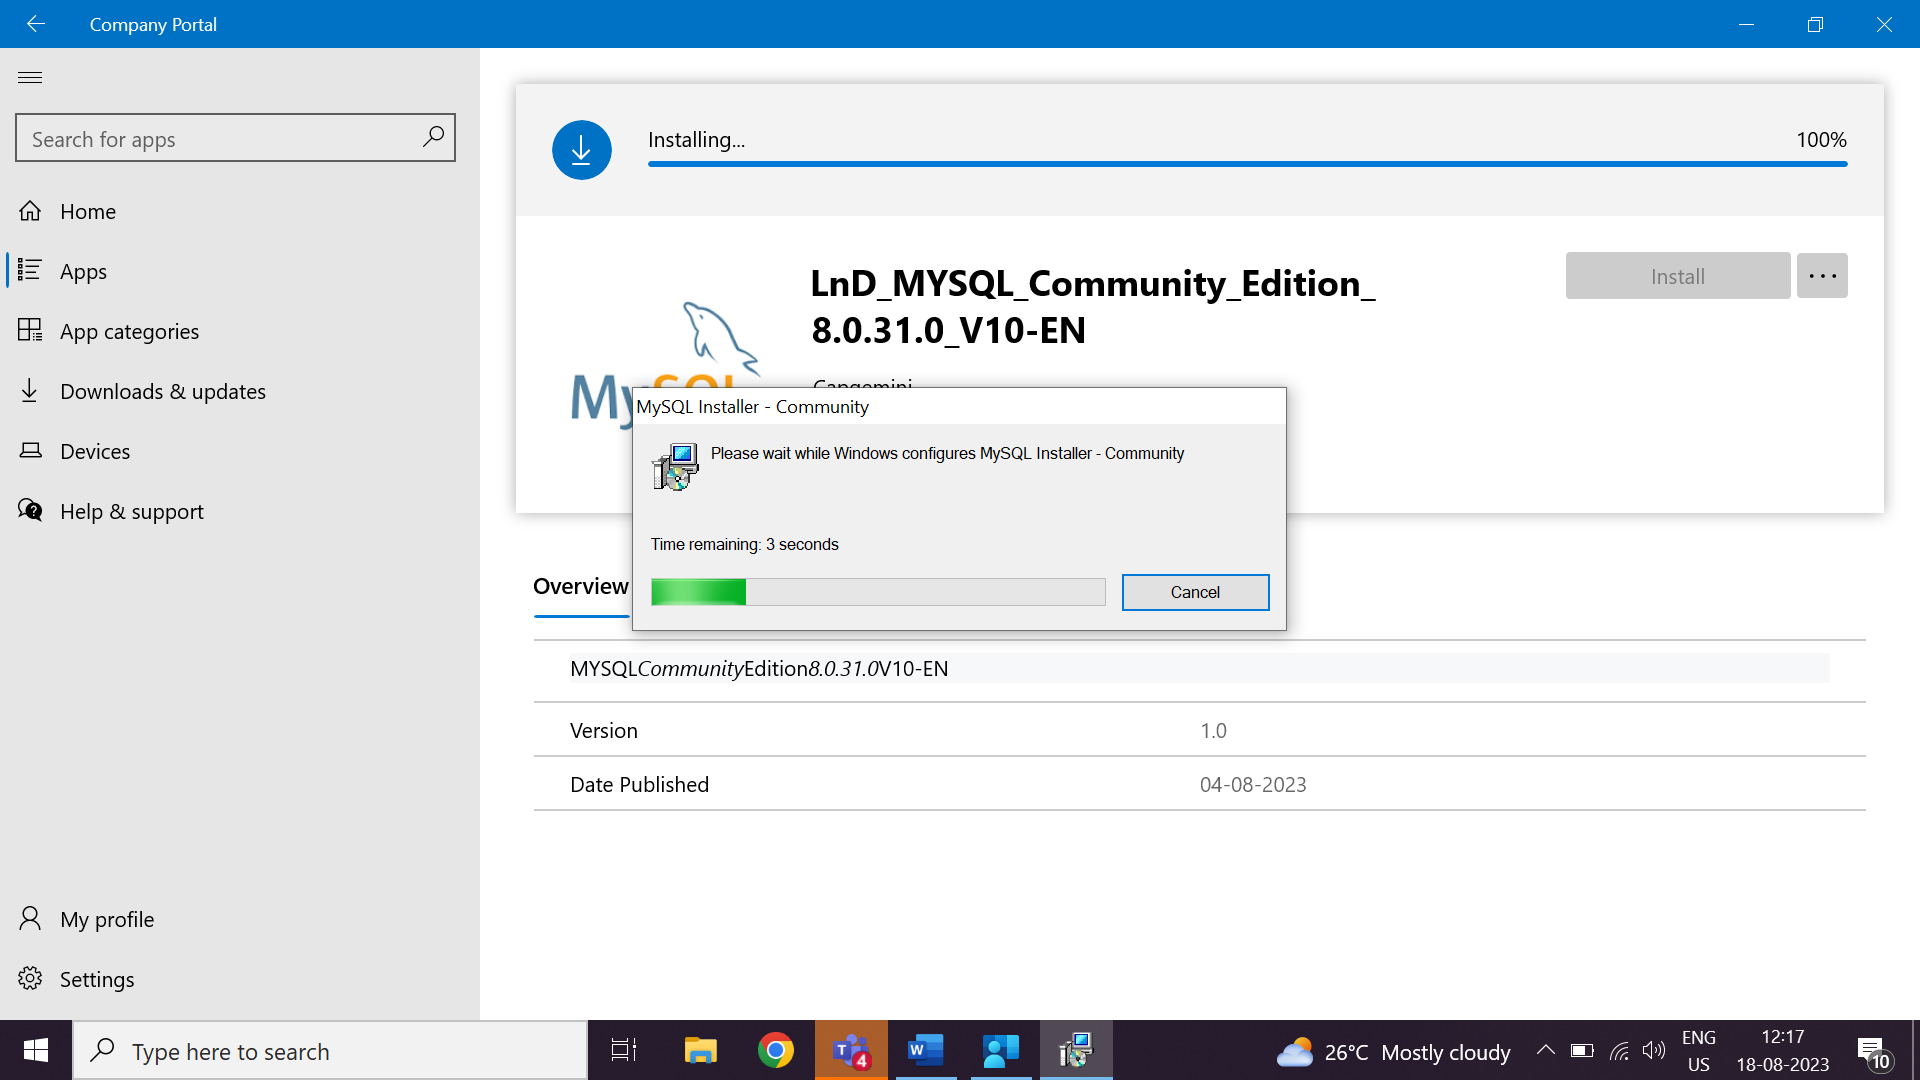 Company Portal
Search for apps
Home
Apps
App categories
Downloads & updates
Devices
Help & support
My profile
Settings
Installing...
100%
LnD_MYSQL_Community_Edition_
8.0.31.0_V10-EN
Install
MySQL
Capgemini
MySQL Installer - Community
Please wait while Windows configures MySQL Installer - Community
Time remaining: 3 seconds
Cancel
Overview
MYSQLCommunityEdition8.0.31.0V10-EN
Version 1.0
Date Published 04-08-2023
Type here to search
4
26°C Mostly cloudy
ENG
US
12:17
18-08-2023
10